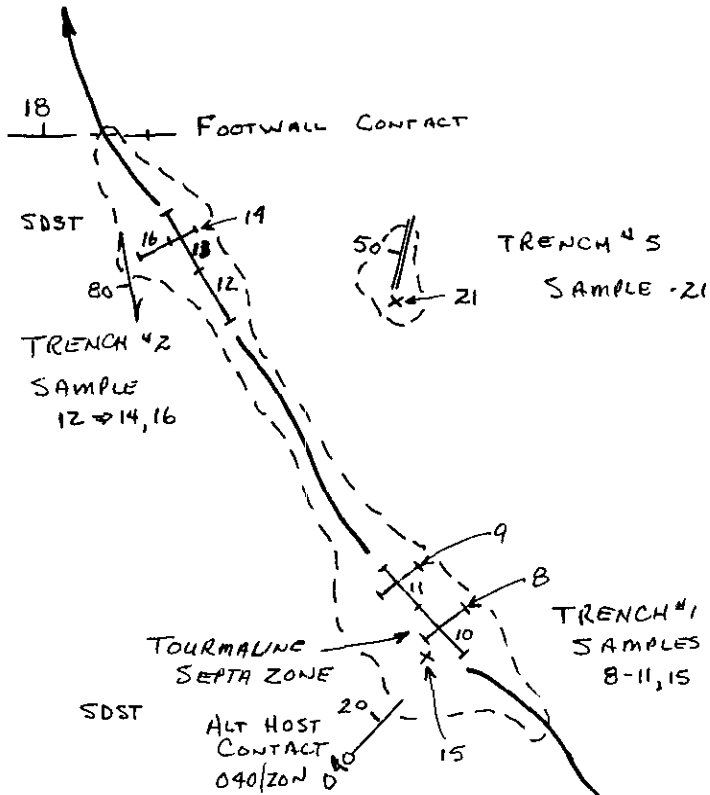 18
FOOTWALL CONTACT
SDST
14
16
13
12
50
TRENCH #5
SAMPLE -21
21
80
TRENCH #2
SAMPLE
12 ➔ 14, 16
9
11
8
10
TRENCH #1
SAMPLES
8-11, 15
TOURMALINE
SEPTA ZONE
SDST
20
ALT HOST
CONTACT
040/20N
040
15